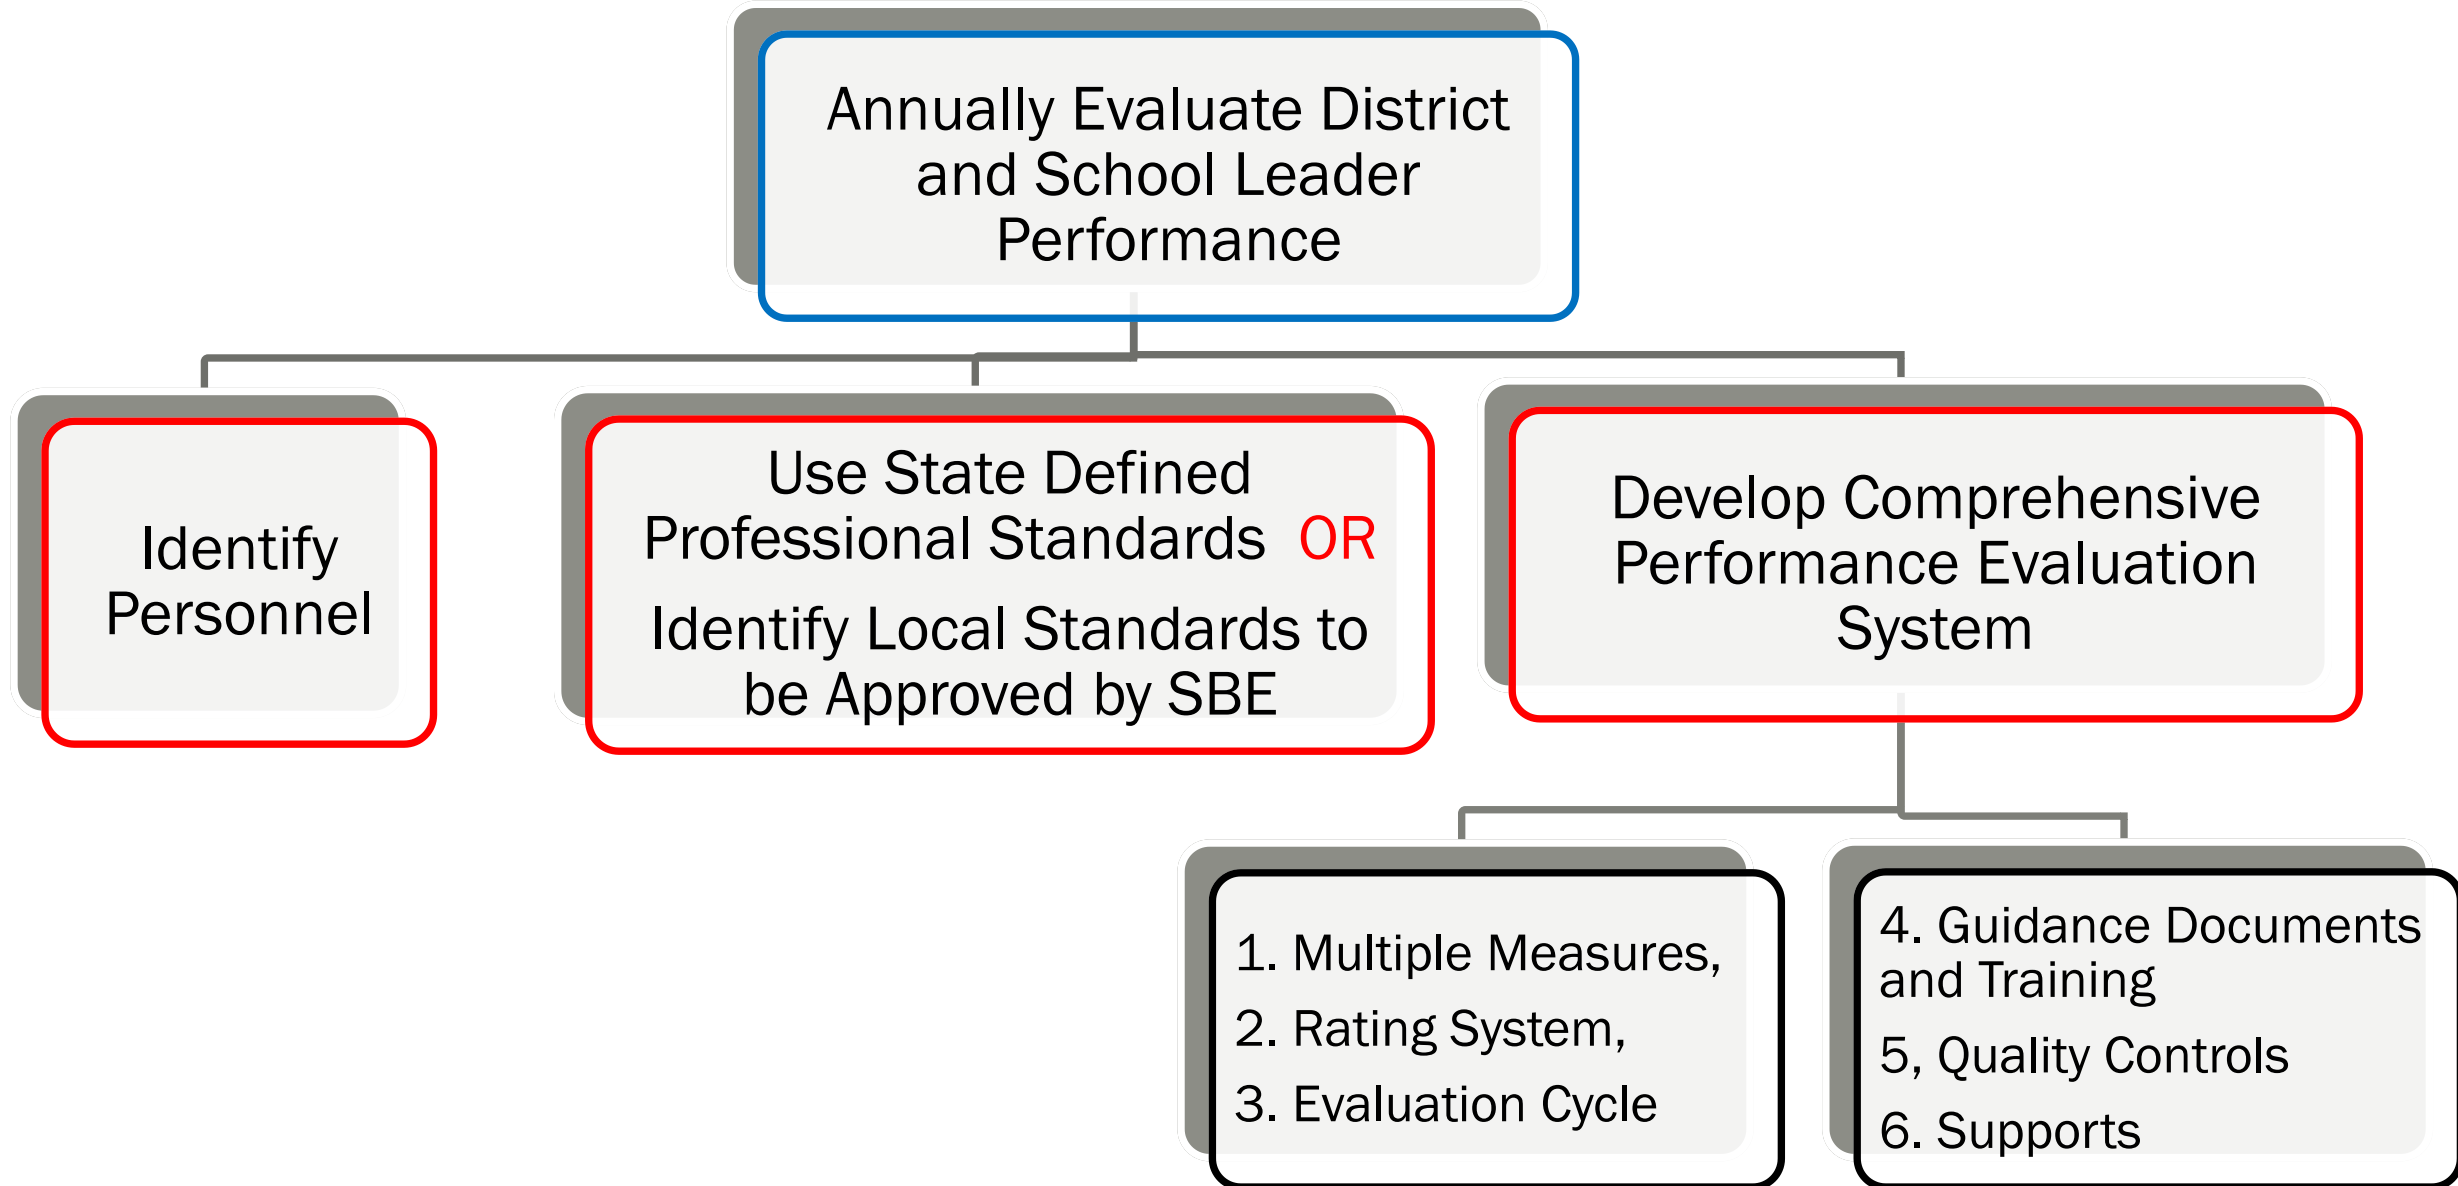 Annually Evaluate District
and School Leader
Performance
Identify
Personnel
Use State Defined
Professional Standards OR
Identify Local Standards to
be Approved by SBE
Develop Comprehensive
Performance Evaluation
System
1. Multiple Measures,
2. Rating System,
3. Evaluation Cycle
4. Guidance Documents
and Training
5, Quality Controls
6. Supports